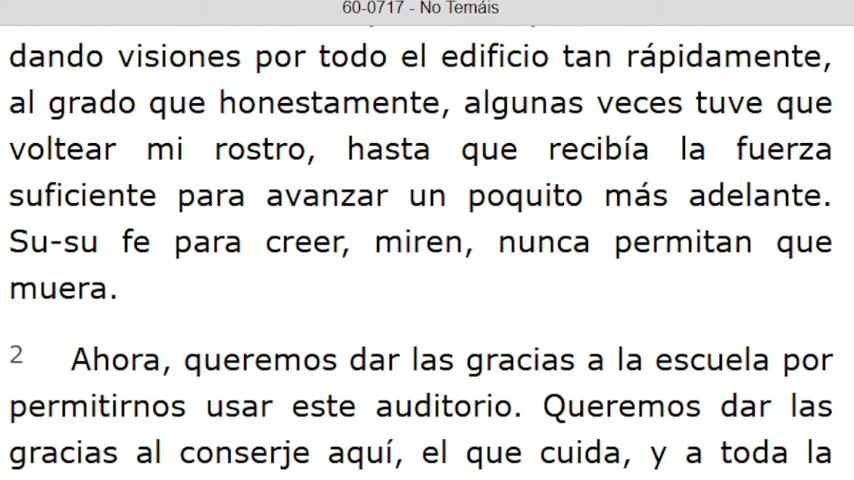 60-0717 - No Temáis
dando visiones por todo el edificio tan rápidamente,
al grado que honestamente, algunas veces tuve que
voltear mi rostro, hasta que recibía la fuerza
suficiente para avanzar un poquito más adelante.
Su-su fe para creer, miren, nunca permitan que
muera.
2 Ahora, queremos dar las gracias a la escuela por
permitirnos usar este auditorio. Queremos dar las
gracias al conserje aquí, el que cuida, y a toda la